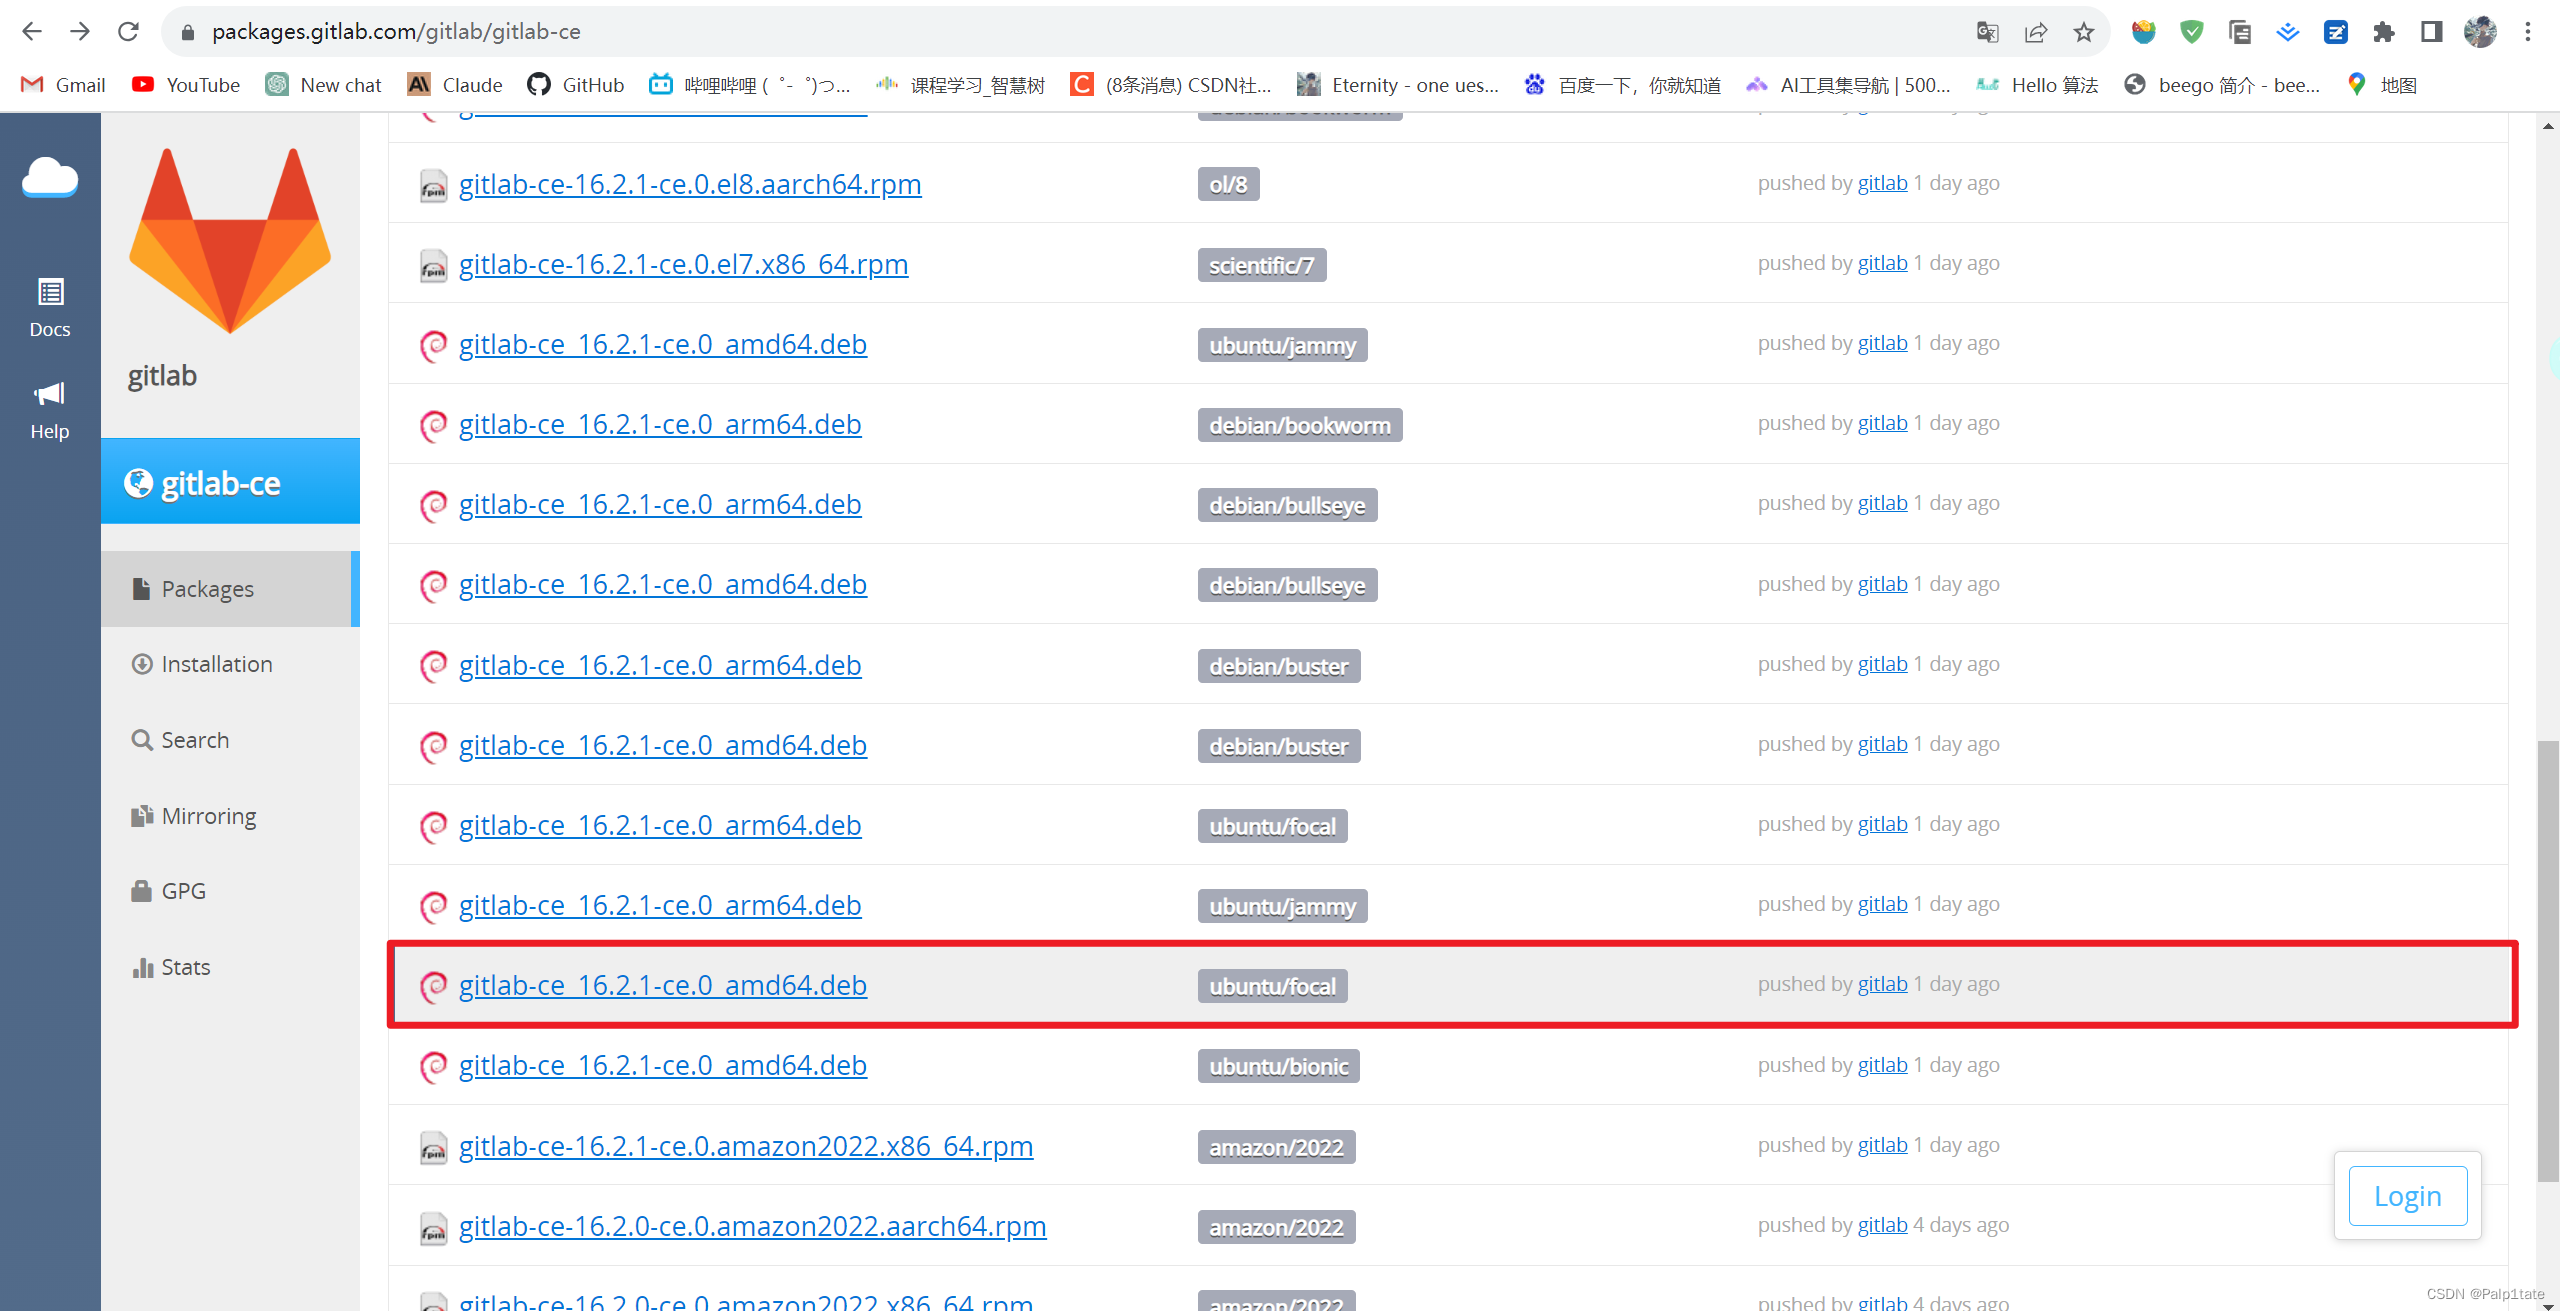 packages.gitlab.com/gitlab/gitlab-ce
Gmail YouTube New chat Claude GitHub 哔哩哔哩 ( ゜- ゜)つ... 课程学习_智慧树 (8条消息) CSDN社... Eternity - one ues... 百度一下，你就知道 AI工具集导航 | 500... Hello 算法 beego 简介 - bee... 地图
Docs
Help
gitlab
gitlab-ce
Packages
Installation
Search
Mirroring
GPG
Stats
gitlab-ce-16.2.1-ce.0.el8.aarch64.rpm ol/8 pushed by gitlab 1 day ago
gitlab-ce-16.2.1-ce.0.el7.x86_64.rpm scientific/7 pushed by gitlab 1 day ago
gitlab-ce_16.2.1-ce.0_amd64.deb ubuntu/jammy pushed by gitlab 1 day ago
gitlab-ce_16.2.1-ce.0_arm64.deb debian/bookworm pushed by gitlab 1 day ago
gitlab-ce_16.2.1-ce.0_arm64.deb debian/bullseye pushed by gitlab 1 day ago
gitlab-ce_16.2.1-ce.0_amd64.deb debian/bullseye pushed by gitlab 1 day ago
gitlab-ce_16.2.1-ce.0_arm64.deb debian/buster pushed by gitlab 1 day ago
gitlab-ce_16.2.1-ce.0_amd64.deb debian/buster pushed by gitlab 1 day ago
gitlab-ce_16.2.1-ce.0_arm64.deb ubuntu/focal pushed by gitlab 1 day ago
gitlab-ce_16.2.1-ce.0_arm64.deb ubuntu/jammy pushed by gitlab 1 day ago
gitlab-ce_16.2.1-ce.0_amd64.deb ubuntu/focal pushed by gitlab 1 day ago
gitlab-ce_16.2.1-ce.0_amd64.deb ubuntu/bionic pushed by gitlab 1 day ago
gitlab-ce-16.2.1-ce.0.amazon2022.x86_64.rpm amazon/2022 pushed by gitlab 1 day ago
gitlab-ce-16.2.0-ce.0.amazon2022.aarch64.rpm amazon/2022 pushed by gitlab 4 days ago
gitlab-ce-16.2.0-ce.0.amazon2022.x86_64.rpm amazon/2022 pushed by gitlab 4 days ago
Login
CSDN @Palp1tate